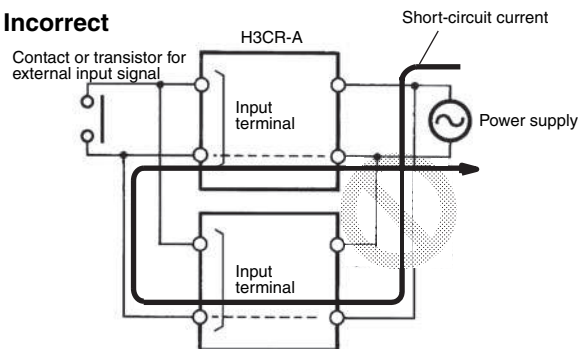 Incorrect
Short-circuit current
H3CR-A
Contact or transistor for
external input signal
Input
terminal
Power supply
Input
terminal